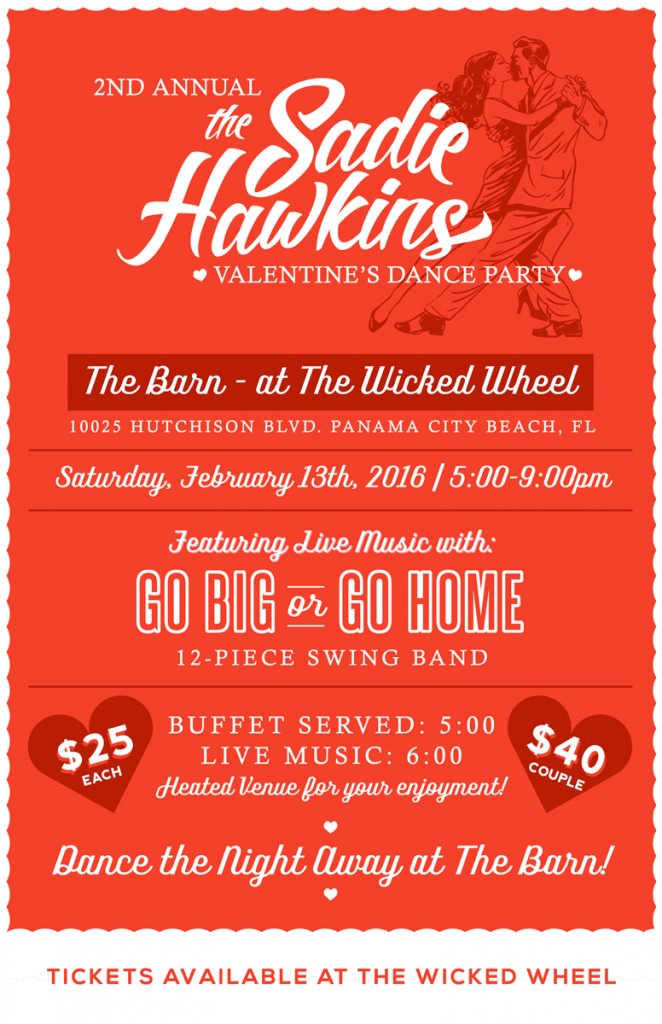 2ND ANNUAL
the Sadie
Hawkins
VALENTINE'S DANCE PARTY
The Barn - at The Wicked Wheel
10025 HUTCHISON BLVD. PANAMA CITY BEACH, FL
Saturday, February 13th, 2016 | 5:00-9:00pm
Featuring Live Music with:
GO BIG or GO HOME
12-PIECE SWING BAND
$25
EACH
BUFFET SERVED: 5:00
LIVE MUSIC: 6:00
Heated Venue for your enjoyment!
$40
COUPLE
Dance the Night Away at The Barn!
TICKETS AVAILABLE AT THE WICKED WHEEL